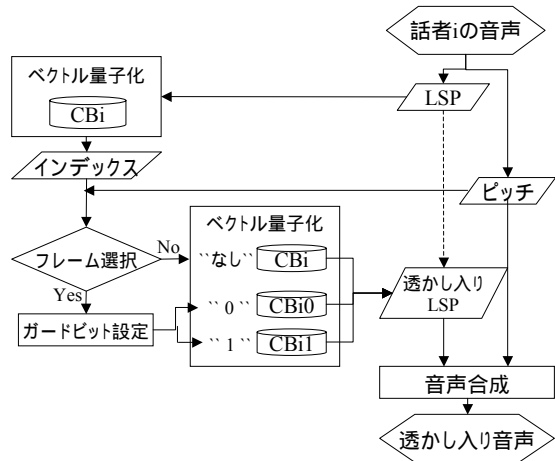 話者iの音声
ベクトル量子化
CBi
LSP
インデックス
ピッチ
ベクトル量子化
フレーム選択
No
Yes
``なし`` CBi
`` 0 `` CBi0
`` 1 `` CBi1
透かし入り
LSP
ガードビット設定
音声合成
透かし入り音声